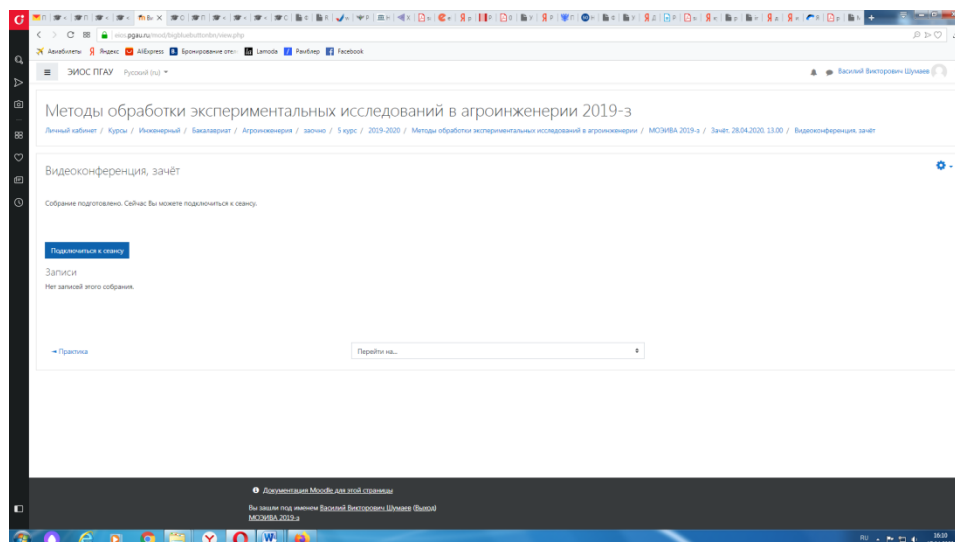 eios.pgau.ru/mod/bigbluebuttonbn/view.php
Авиабилеты Яндекс AliExpress Бронирование отел Lamoda Рамблер Facebook
ЭИОС ПГАУ Русский (ru) Василий Викторович Шумаев
Методы обработки экспериментальных исследований в агроинженерии 2019-з
Личный кабинет / Курсы / Инженерный / Бакалавриат / Агроинженерия / заочно / 5 курс / 2019-2020 / Методы обработки экспериментальных исследований в агроинженерии / МОЭИВА 2019-з / Зачёт, 28.04.2020, 13.00 / Видеоконференция, зачёт
Видеоконференция, зачёт
Собрание подготовлено. Сейчас Вы можете подключиться к сеансу.
Подключиться к сеансу
Записи
Нет записей этого собрания.
→ Практика Перейти на...
Документация Moodle для этой страницы
Вы зашли под именем Василий Викторович Шумаев (Выход)
МОЭИВА 2019-з
RU 16:10